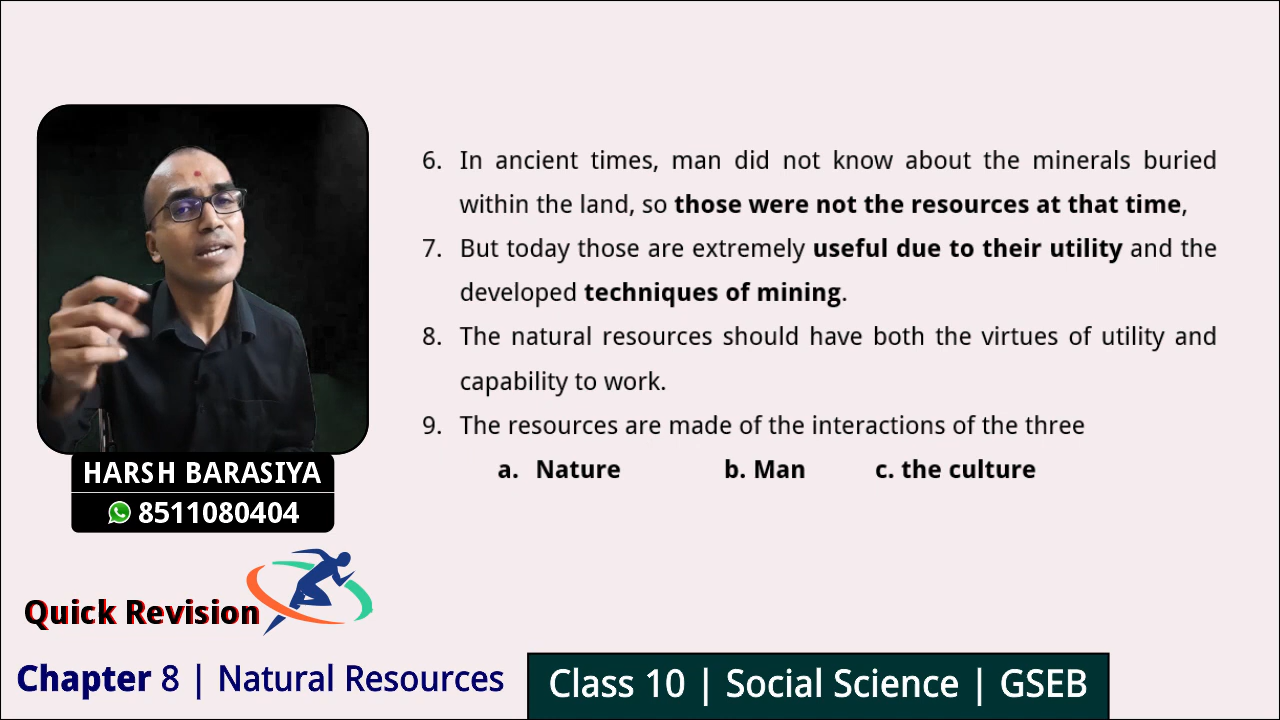 6. In ancient times, man did not know about the minerals buried
within the land, so those were not the resources at that time,
7. But today those are extremely useful due to their utility and the
developed techniques of mining.
8. The natural resources should have both the virtues of utility and
capability to work.
9. The resources are made of the interactions of the three
a. Nature b. Man c. the culture
HARSH BARASIYA
8511080404
Quick Revision
Chapter 8 | Natural Resources
Class 10 | Social Science | GSEB